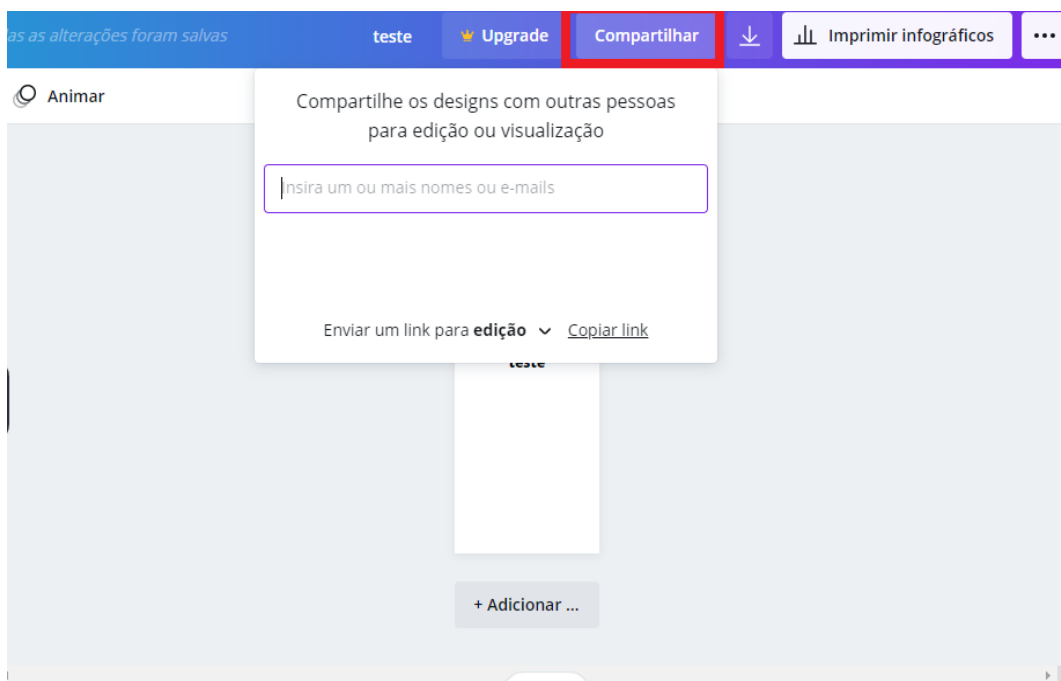 as as alterações foram salvas
teste
Upgrade
Compartilhar
Imprimir infográficos
Animar
Compartilhe os designs com outras pessoas
para edição ou visualização
Insira um ou mais nomes ou e-mails
Enviar um link para edição
Copiar link
teste
+ Adicionar ...